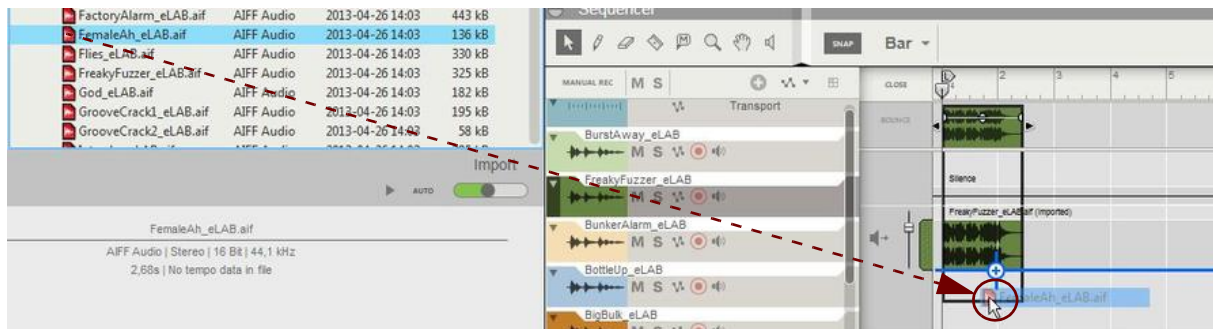 FactoryAlarm_eLAB.aif AIFF Audio 2013-04-26 14:03 443 kB
FemaleAh_eLAB.aif AIFF Audio 2013-04-26 14:03 136 kB
Flies_eLAB.aif AIFF Audio 2013-04-26 14:03 330 kB
FreakyFuzzer_eLAB.aif AIFF Audio 2013-04-26 14:03 325 kB
God_eLAB.aif AIFF Audio 2013-04-26 14:03 182 kB
GrooveCrack1_eLAB.aif AIFF Audio 2013-04-26 14:03 195 kB
GrooveCrack2_eLAB.aif AIFF Audio 2013-04-26 14:03 58 kB
Import
AUTO
FemaleAh_eLAB.aif
AIFF Audio | Stereo | 16 Bit | 44,1 kHz
2,68s | No tempo data in file
Sequencer
M
SNAP Bar
MANUAL REC M S
CLOSE
L 2 3 4 5
Transport
BOUNCE
BurstAway_eLAB
M S
FreakyFuzzer_eLAB
M S
BunkerAlarm_eLAB
M S
BottleUp_eLAB
M S
BigBulk_eLAB
Silence
FreakyFuzzer_eLAB.aif (imported)
FemaleAh_eLAB.aif